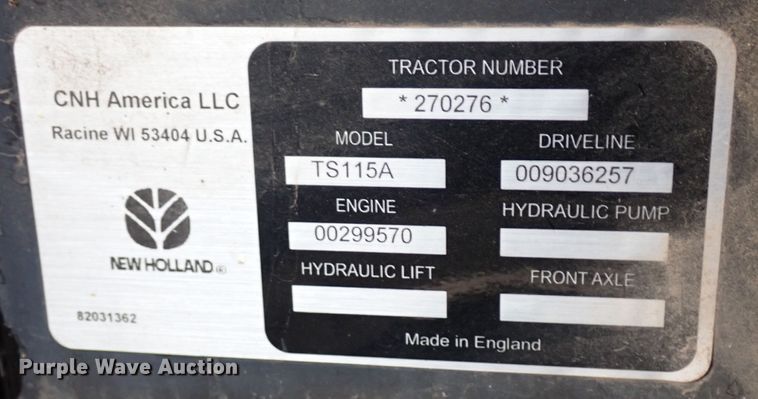 CNH America LLC
Racine WI 53404 U.S.A.
NEW HOLLAND ®
82031362
TRACTOR NUMBER
*270276*
MODEL DRIVELINE
TS115A 009036257
ENGINE HYDRAULIC PUMP
00299570
HYDRAULIC LIFT FRONT AXLE
Made in England
Purple Wave Auction